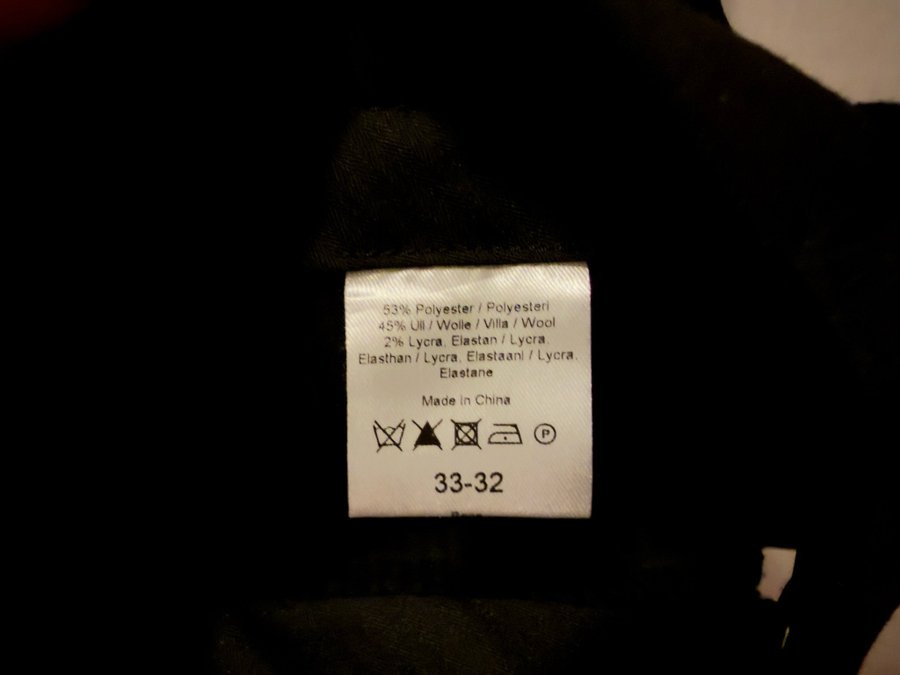 53% Polyester / Polyesteri
45% Ull / Wolle / Villa / Wool
2% Lycra, Elastan / Lycra,
Elasthan / Lycra, Elastaani / Lycra,
Elastane
Made in China
P
33-32